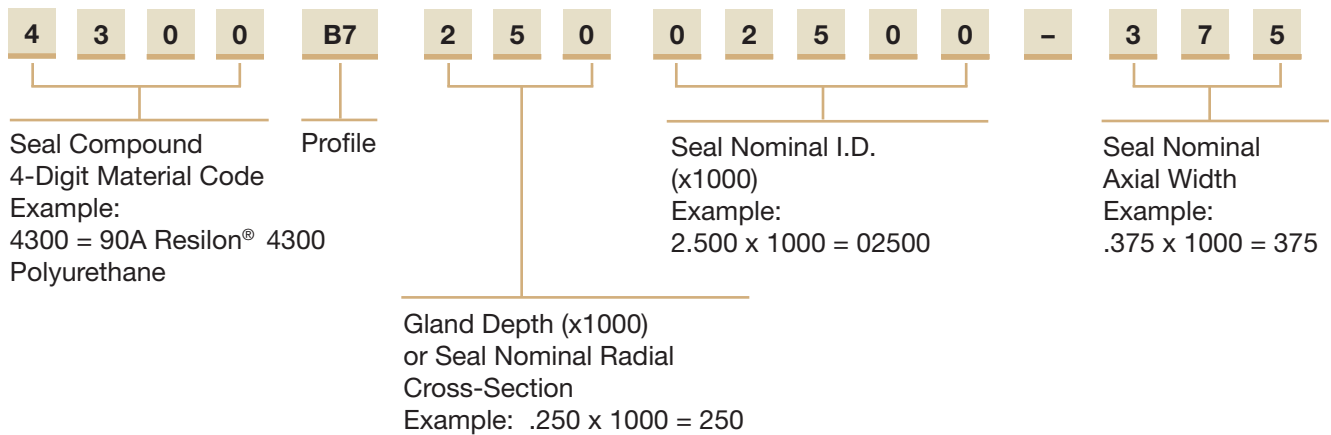 4 3 0 0 B7 2 5 0 0 2 5 0 0 – 3 7 5
Seal Compound
4-Digit Material Code
Example:
4300 = 90A Resilon® 4300
Polyurethane
Profile
Gland Depth (x1000)
or Seal Nominal Radial
Cross-Section
Example: .250 x 1000 = 250
Seal Nominal I.D.
(x1000)
Example:
2.500 x 1000 = 02500
Seal Nominal
Axial Width
Example:
.375 x 1000 = 375